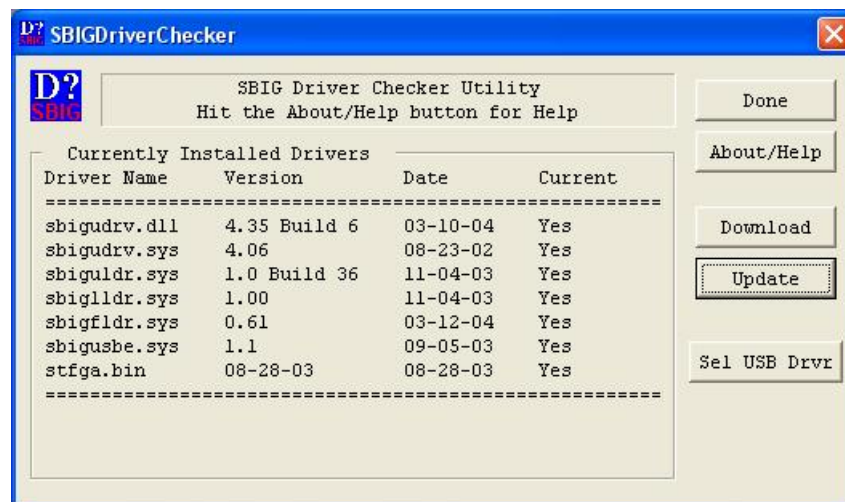 D? SBIG SBIGDriverChecker
D?
SBIG
SBIG Driver Checker Utility
Hit the About/Help button for Help
Done
About/Help
Currently Installed Drivers
Driver Name Version Date Current
============================================================
sbigudrv.dll 4.35 Build 6 03-10-04 Yes
sbigudrv.sys 4.06 08-23-02 Yes
sbiguldr.sys 1.0 Build 36 11-04-03 Yes
sbiglldr.sys 1.00 11-04-03 Yes
sbigfldr.sys 0.61 03-12-04 Yes
sbigusbe.sys 1.1 09-05-03 Yes
stfga.bin 08-28-03 08-28-03 Yes
============================================================
Download
Update
Sel USB Drvr